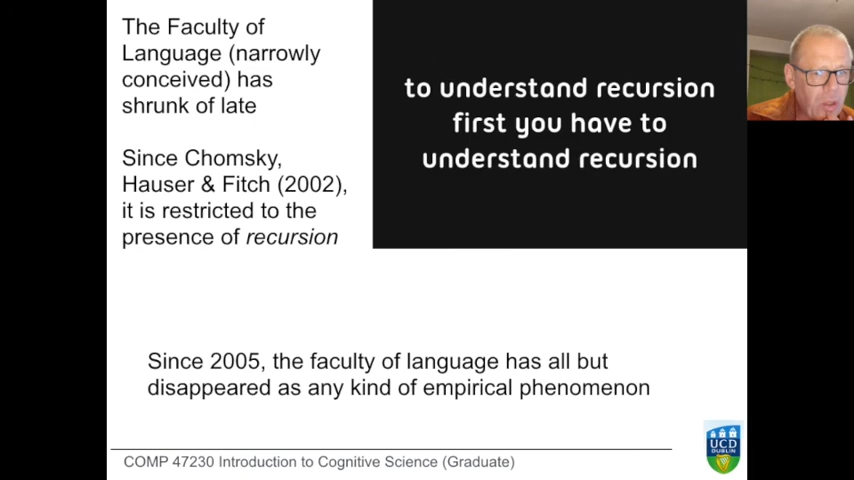 The Faculty of
Language (narrowly
conceived) has
shrunk of late
Since Chomsky,
Hauser & Fitch (2002),
it is restricted to the
presence of recursion
to understand recursion
first you have to
understand recursion
Since 2005, the faculty of language has all but
disappeared as any kind of empirical phenomenon
COMP 47230 Introduction to Cognitive Science (Graduate)
UCD
DUBLIN